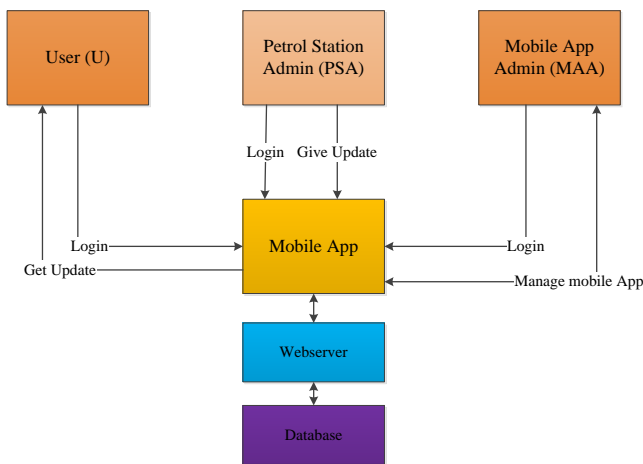 User (U)
Petrol Station
Admin (PSA)
Mobile App
Admin (MAA)
Login
Give Update
Mobile App
Login
Login
Get Update
Manage mobile App
Webserver
Database